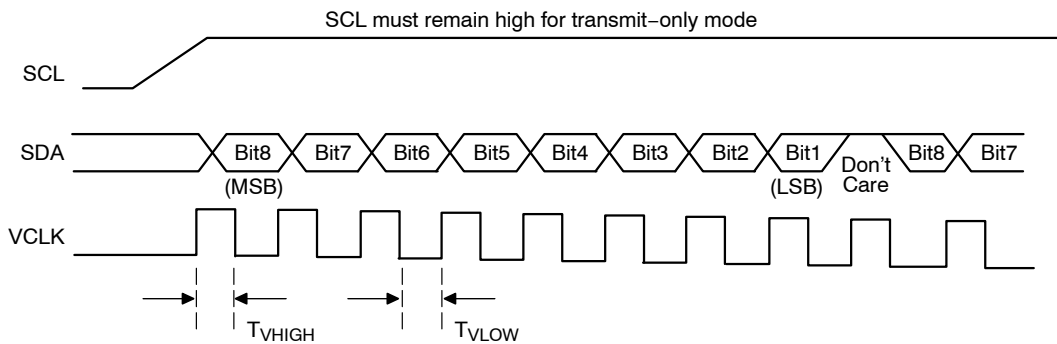 SCL must remain high for transmit−only mode
SCL
SDA
Bit8 Bit7 Bit6 Bit5 Bit4 Bit3 Bit2 Bit1 Don't Care Bit8 Bit7
(MSB) (LSB)
VCLK
TVHIGH TVLOW